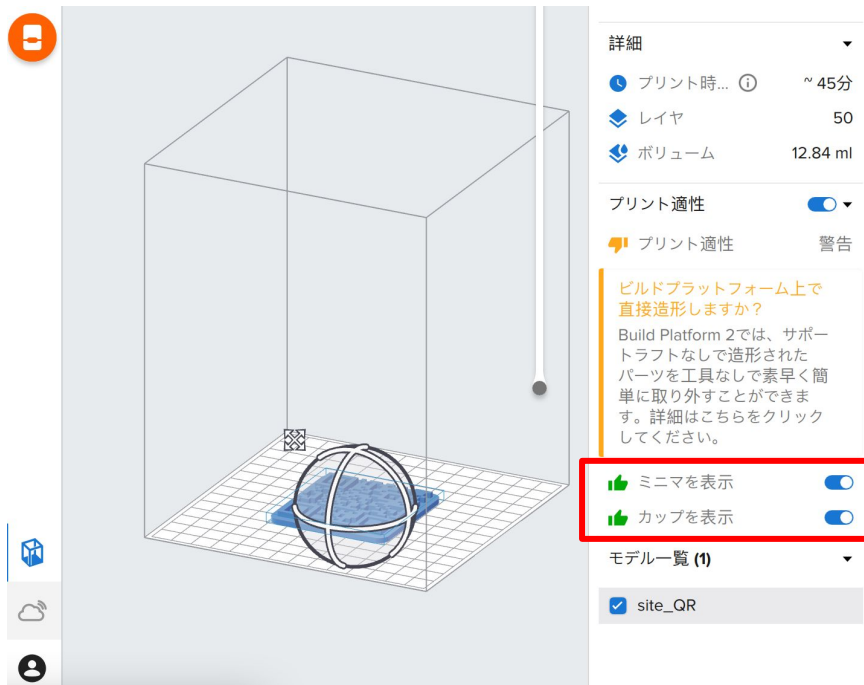 詳細
プリント時... ~ 45分
レイヤ 50
ボリューム 12.84 ml
プリント適性
プリント適性 警告
ビルドプラットフォーム上で
直接造形しますか？
Build Platform 2では、サポー
トラフトなしで造形された
パーツを工具なしで素早く簡
単に取り外すことができま
す。詳細はこちらをクリック
してください。
ミニマを表示
カップを表示
モデル一覧 (1)
site_QR